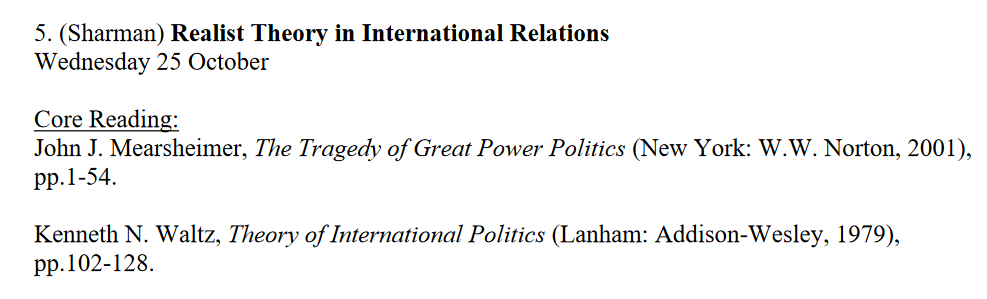 5. (Sharman) Realist Theory in International Relations
Wednesday 25 October
Core Reading:
John J. Mearsheimer, The Tragedy of Great Power Politics (New York: W.W. Norton, 2001),
pp.1-54.
Kenneth N. Waltz, Theory of International Politics (Lanham: Addison-Wesley, 1979),
pp.102-128.